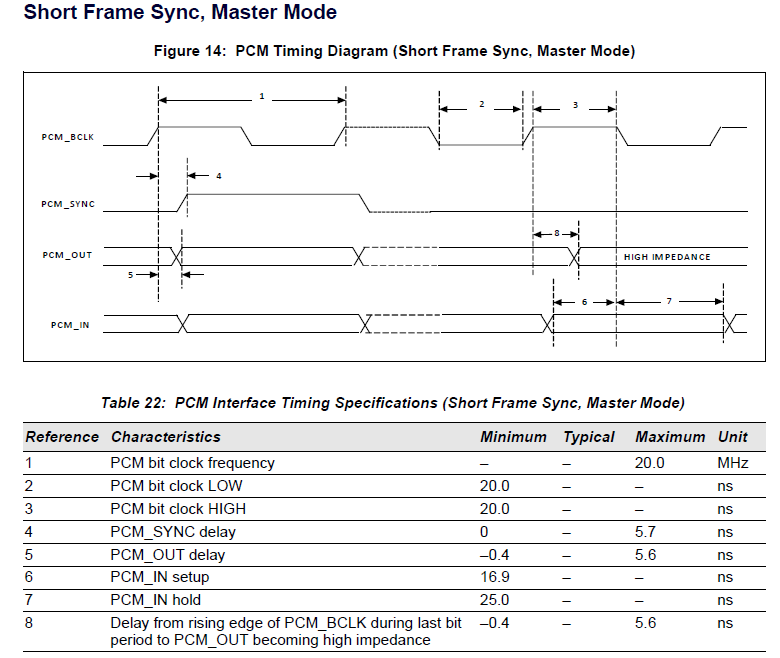 Short Frame Sync, Master Mode
Figure 14: PCM Timing Diagram (Short Frame Sync, Master Mode)
1
2
3
PCM_BCLK
4
PCM_SYNC
8
PCM_OUT
HIGH IMPEDANCE
5
6
7
PCM_IN
Table 22: PCM Interface Timing Specifications (Short Frame Sync, Master Mode)
Reference Characteristics Minimum Typical Maximum Unit
1 PCM bit clock frequency – – 20.0 MHz
2 PCM bit clock LOW 20.0 – – ns
3 PCM bit clock HIGH 20.0 – – ns
4 PCM_SYNC delay 0 – 5.7 ns
5 PCM_OUT delay –0.4 – 5.6 ns
6 PCM_IN setup 16.9 – – ns
7 PCM_IN hold 25.0 – – ns
8 Delay from rising edge of PCM_BCLK during last bit –0.4 – 5.6 ns
period to PCM_OUT becoming high impedance